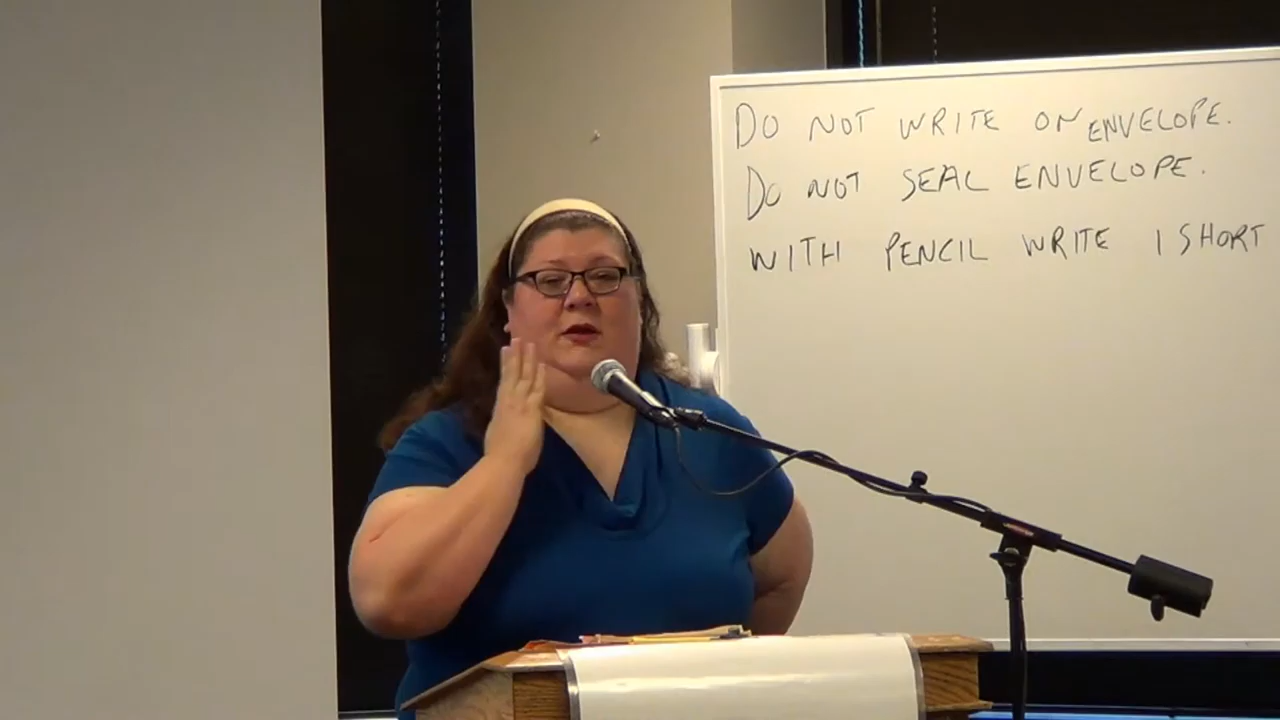 DO NOT WRITE ON ENVELOPE.
DO NOT SEAL ENVELOPE.
WITH PENCIL WRITE 1 SHORT